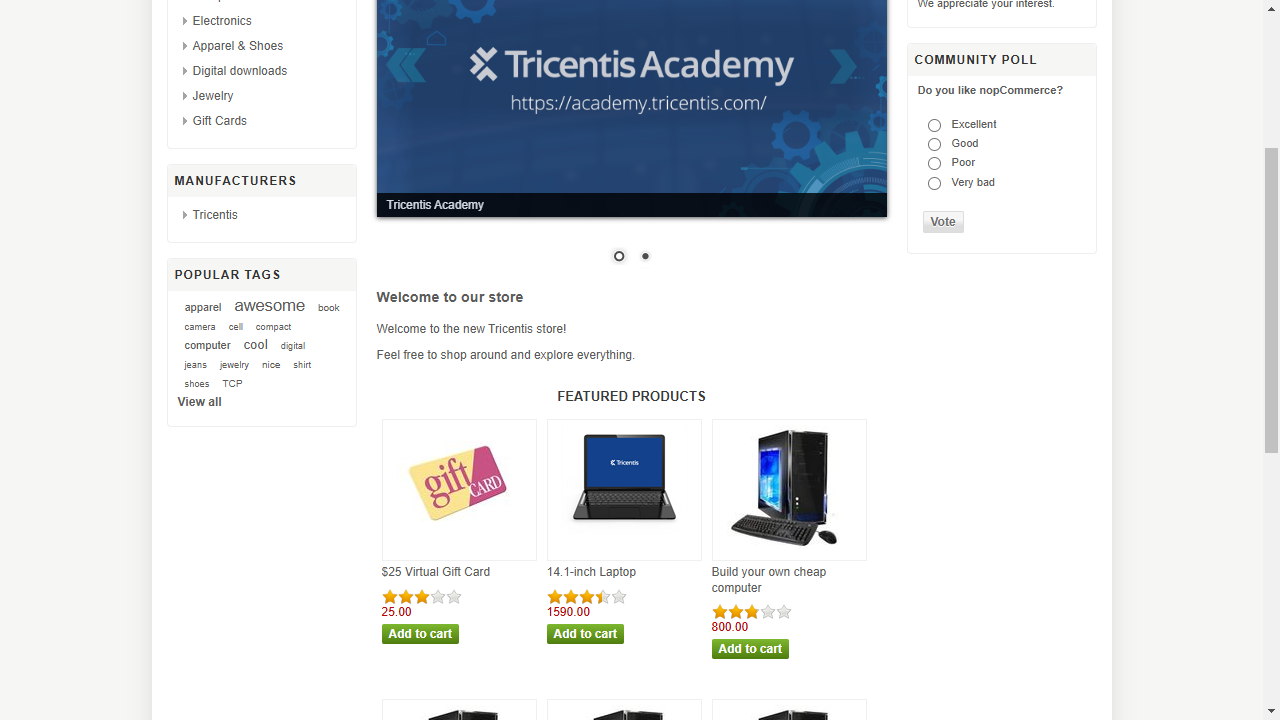 Electronics
Apparel & Shoes
Digital downloads
Jewelry
Gift Cards
MANUFACTURERS
Tricentis
POPULAR TAGS
apparel awesome book
camera cell compact
computer cool digital
jeans jewelry nice shirt
shoes TCP
View all
Tricentis Academy
https://academy.tricentis.com/
Tricentis Academy
Welcome to our store
Welcome to the new Tricentis store!
Feel free to shop around and explore everything.
FEATURED PRODUCTS
gift CARD
$25 Virtual Gift Card
25.00
Add to cart
Tricentis
14.1-inch Laptop
1590.00
Add to cart
Build your own cheap
computer
800.00
Add to cart
We appreciate your interest.
COMMUNITY POLL
Do you like nopCommerce?
Excellent
Good
Poor
Very bad
Vote